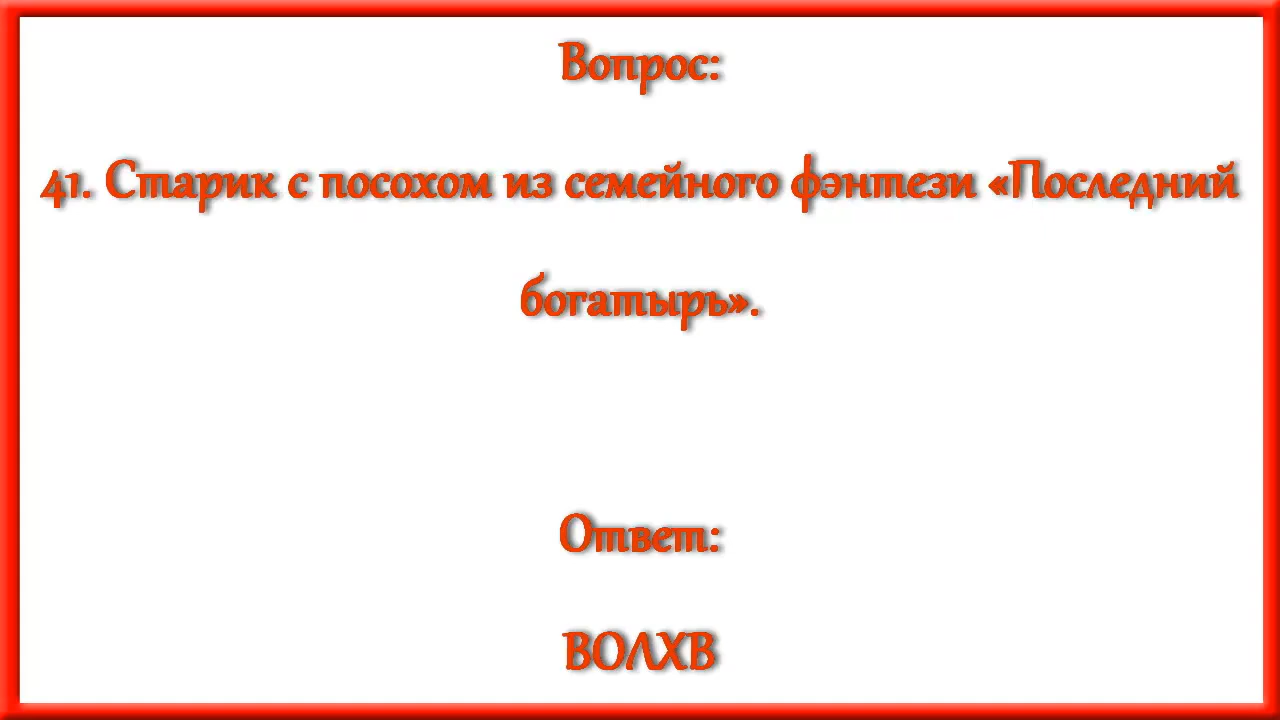 Вопрос:
41. Старик с посохом из семейного фэнтези «Последний
богатырь».
Ответ:
ВОЛХВ